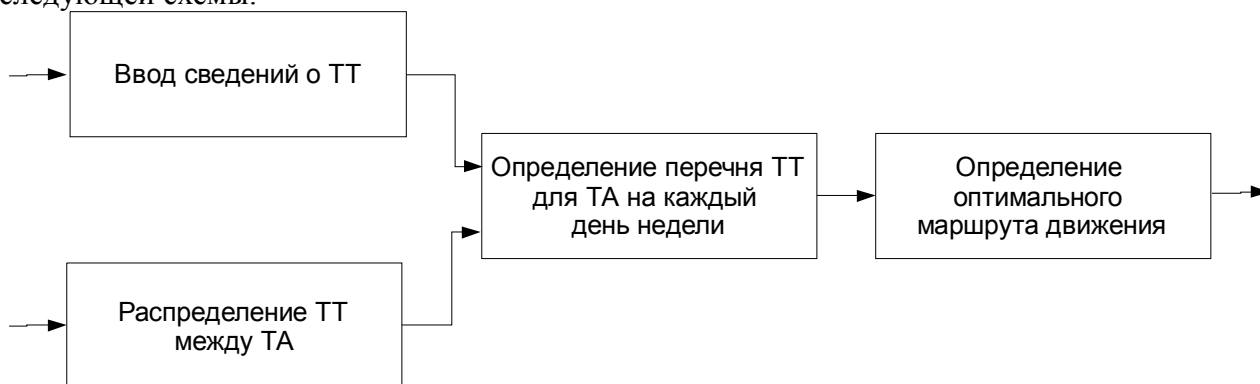 следующей схемы:
Ввод сведений о ТТ
Определение перечня ТТ
для ТА на каждый
день недели
Определение
оптимального
маршрута движения
Распределение ТТ
между ТА